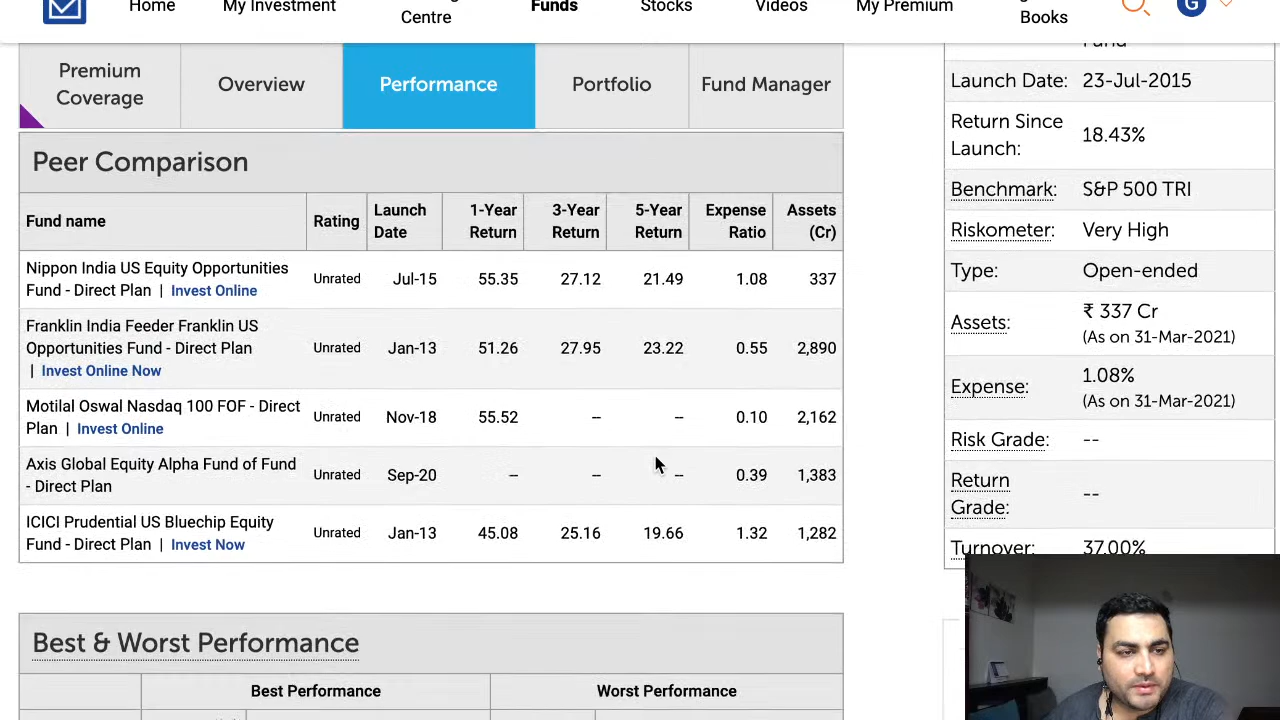 Home
My Investment
Centre
Funds
Stocks
Videos
My Premium
Books
G
Premium
Coverage
Overview
Performance
Portfolio
Fund Manager
Peer Comparison
Fund name
Rating
Launch
Date
1-Year
Return
3-Year
Return
5-Year
Return
Expense
Ratio
Assets
(Cr)
Nippon India US Equity Opportunities
Fund - Direct Plan | Invest Online
Unrated
Jul-15
55.35
27.12
21.49
1.08
337
Franklin India Feeder Franklin US
Opportunities Fund - Direct Plan
| Invest Online Now
Unrated
Jan-13
51.26
27.95
23.22
0.55
2,890
Motilal Oswal Nasdaq 100 FOF - Direct
Plan | Invest Online
Unrated
Nov-18
55.52
--
--
0.10
2,162
Axis Global Equity Alpha Fund of Fund
- Direct Plan
Unrated
Sep-20
--
--
--
0.39
1,383
ICICI Prudential US Bluechip Equity
Fund - Direct Plan | Invest Now
Unrated
Jan-13
45.08
25.16
19.66
1.32
1,282
Best & Worst Performance
Best Performance
Worst Performance
Fund
Launch Date: 23-Jul-2015
Return Since
Launch:
18.43%
Benchmark: S&P 500 TRI
Riskometer: Very High
Type: Open-ended
Assets:
₹ 337 Cr
(As on 31-Mar-2021)
Expense:
1.08%
(As on 31-Mar-2021)
Risk Grade: --
Return
Grade:
--
Turnover: 37.00%